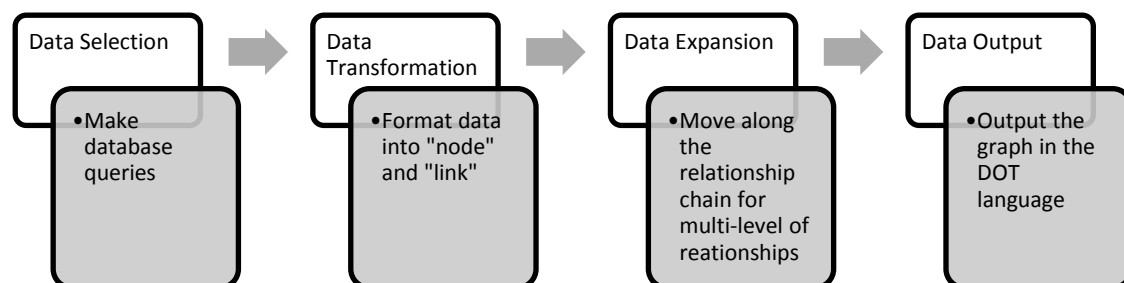 Data Selection
•Make
database
queries
Data
Transformation
•Format data
into "node"
and "link"
Data Expansion
•Move along
the
relationship
chain for
multi-level of
reationships
Data Output
•Output the
graph in the
DOT
language